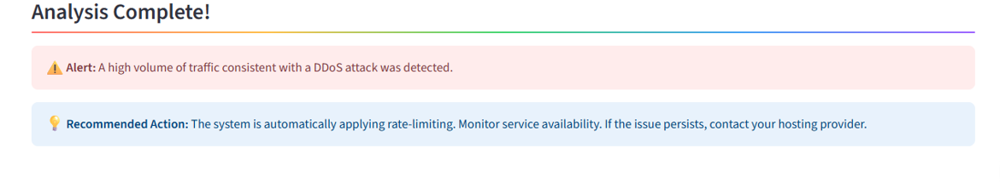 Analysis Complete!
⚠️ Alert: A high volume of traffic consistent with a DDoS attack was detected.
💡 Recommended Action: The system is automatically applying rate-limiting. Monitor service availability. If the issue persists, contact your hosting provider.